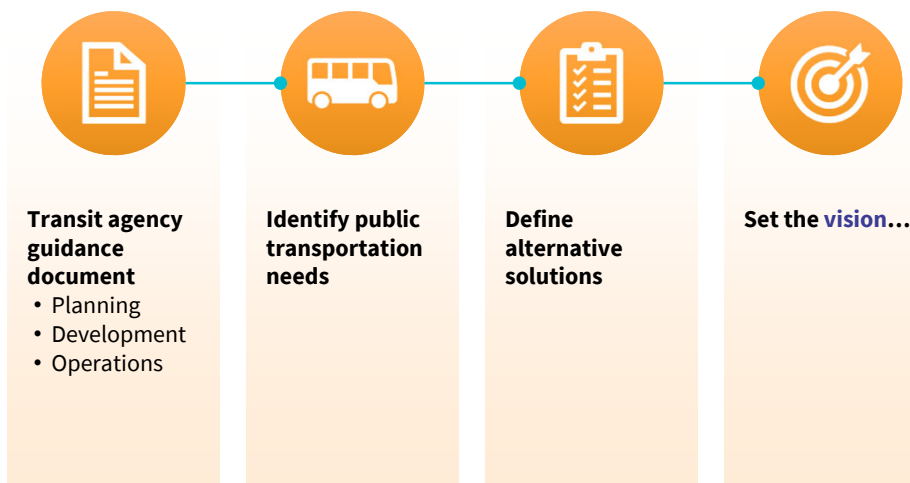 Transit agency
guidance
document
• Planning
• Development
• Operations
Identify public
transportation
needs
Define
alternative
solutions
Set the vision...